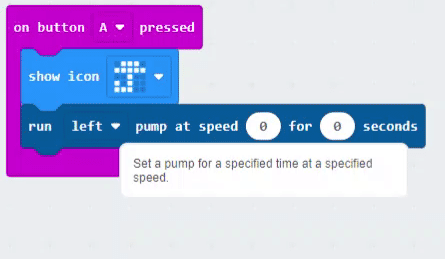 on button A pressed
show icon
run left pump at speed 0 for 0 seconds
Set a pump for a specified time at a specified
speed.